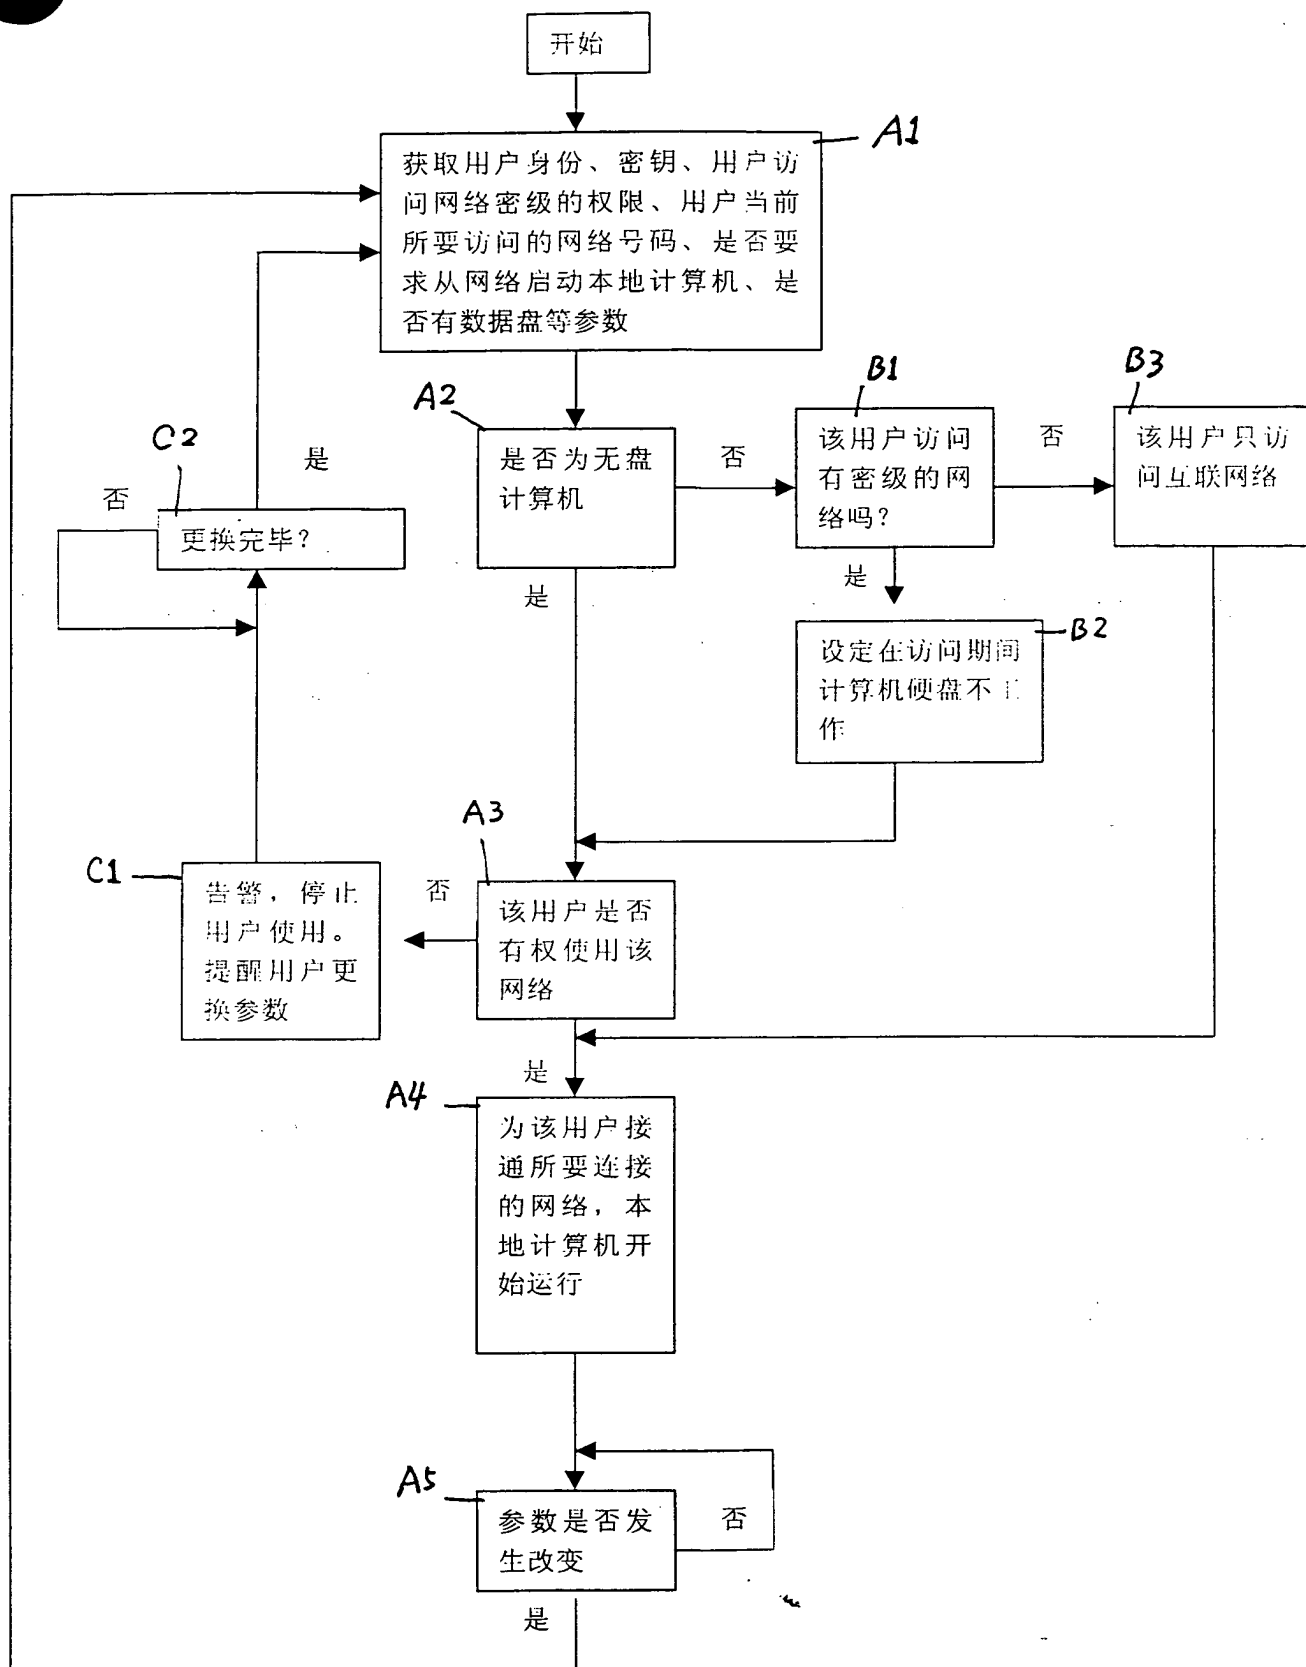 开始
A1
获取用户身份、密钥、用户访
问网络密级的权限、用户当前
所要访问的网络号码、是否要
求从网络启动本地计算机、是
否有数据盘等参数
B3
B1
A2
C2
该用户访问
有密级的网
络吗？
否
该用户只访
问互联网络
是否为无盘
计算机
否
是
否
更换完毕？
是
是
B2
设定在访问期间
计算机硬盘不工
作
A3
C1
告警，停止
用户使用。
提醒用户更
换参数
否
该用户是否
有权使用该
网络
是
A4
为该用户接
通所要连接
的网络，本
地计算机开
始运行
A5
参数是否发
生改变
否
是